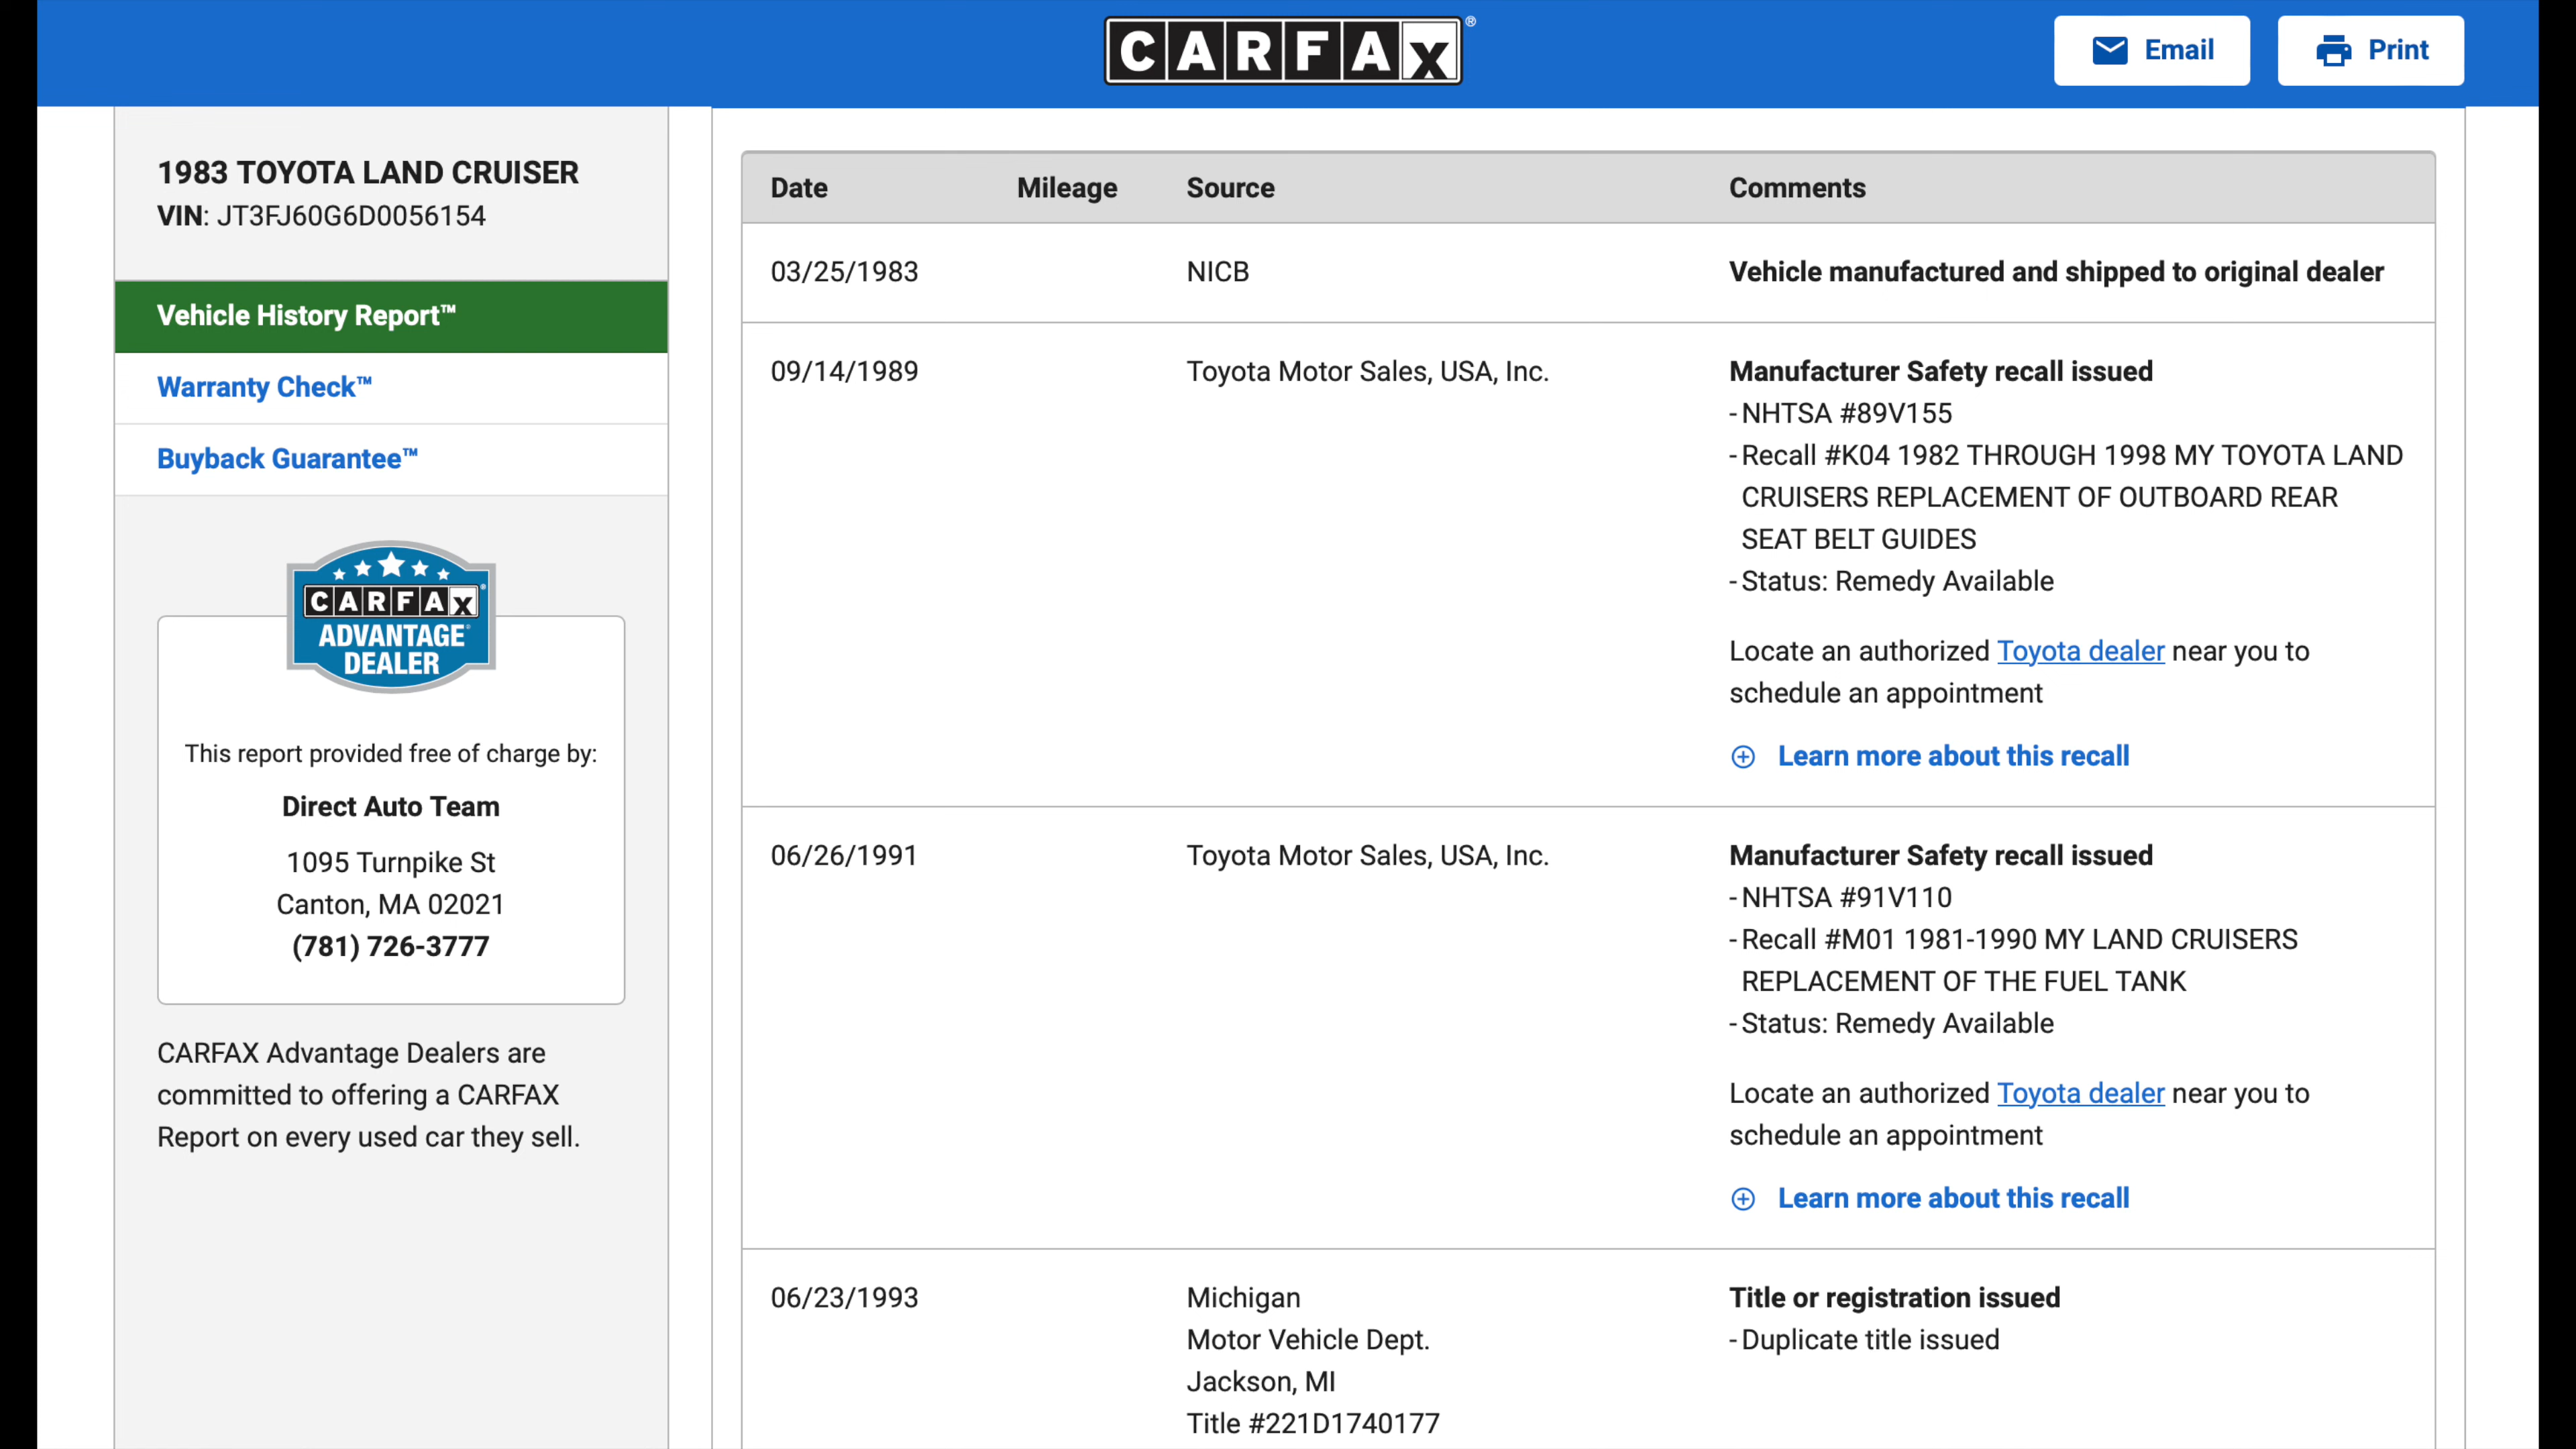 CARFAX®
Email
Print
1983 TOYOTA LAND CRUISER
VIN: JT3FJ60G6D0056154
Vehicle History Report™
Warranty Check™
Buyback Guarantee™
CARFAX®
ADVANTAGE®
DEALER
This report provided free of charge by:
Direct Auto Team
1095 Turnpike St
Canton, MA 02021
(781) 726-3777
CARFAX Advantage Dealers are
committed to offering a CARFAX
Report on every used car they sell.
Date Mileage Source Comments
03/25/1983 NICB Vehicle manufactured and shipped to original dealer
09/14/1989 Toyota Motor Sales, USA, Inc. Manufacturer Safety recall issued
- NHTSA #89V155
- Recall #K04 1982 THROUGH 1998 MY TOYOTA LAND
CRUISERS REPLACEMENT OF OUTBOARD REAR
SEAT BELT GUIDES
- Status: Remedy Available
Locate an authorized Toyota dealer near you to
schedule an appointment
Learn more about this recall
06/26/1991 Toyota Motor Sales, USA, Inc. Manufacturer Safety recall issued
- NHTSA #91V110
- Recall #M01 1981-1990 MY LAND CRUISERS
REPLACEMENT OF THE FUEL TANK
- Status: Remedy Available
Locate an authorized Toyota dealer near you to
schedule an appointment
Learn more about this recall
06/23/1993 Michigan Title or registration issued
Motor Vehicle Dept. - Duplicate title issued
Jackson, MI
Title #221D1740177